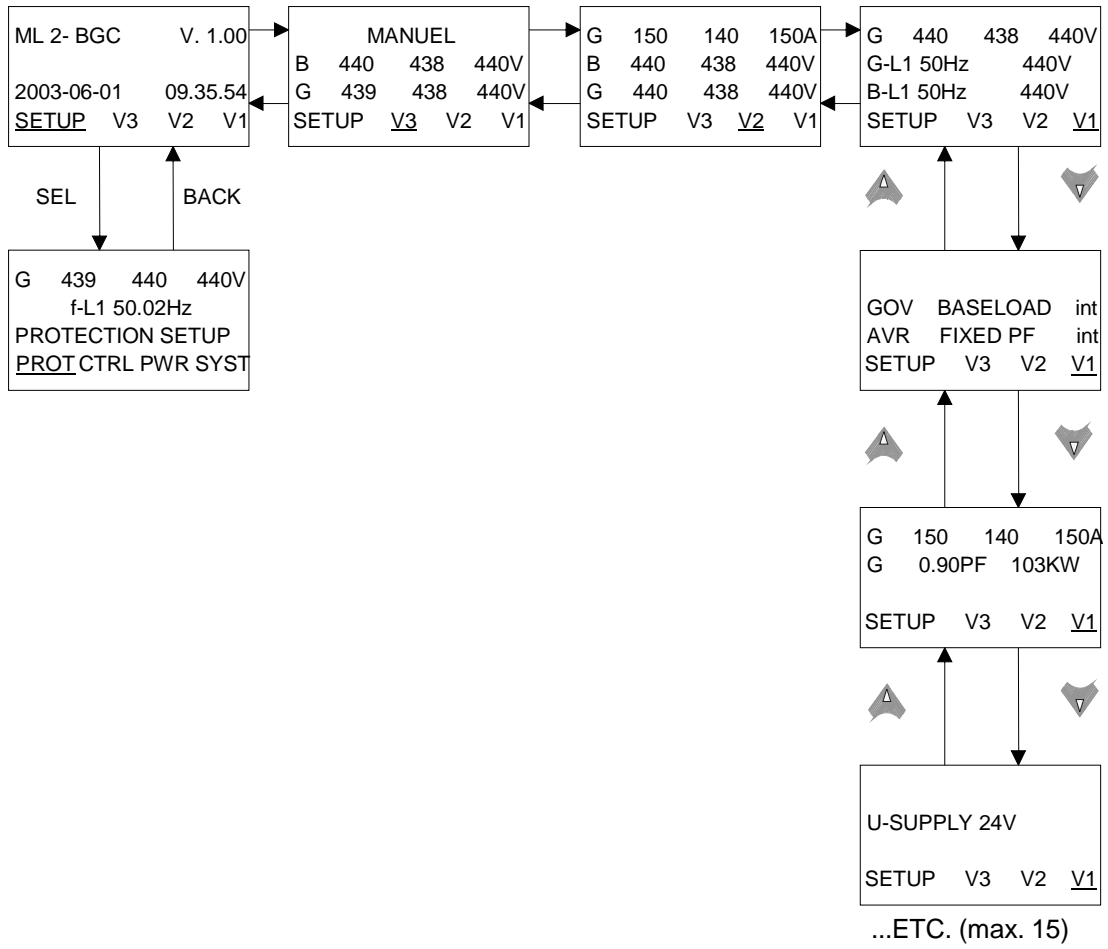 ML 2- BGC V. 1.00
2003-06-01 09.35.54
SETUP V3 V2 V1
MANUEL
B 440 438 440V
G 439 438 440V
SETUP V3 V2 V1
G 150 140 150A
B 440 438 440V
G 440 438 440V
SETUP V3 V2 V1
G 440 438 440V
G-L1 50Hz 440V
B-L1 50Hz 440V
SETUP V3 V2 V1
SEL BACK
G 439 440 440V
f-L1 50.02Hz
PROTECTION SETUP
PROT CTRL PWR SYST
GOV BASELOAD int
AVR FIXED PF int
SETUP V3 V2 V1
G 150 140 150A
G 0.90PF 103KW
SETUP V3 V2 V1
U-SUPPLY 24V
SETUP V3 V2 V1
...ETC. (max. 15)